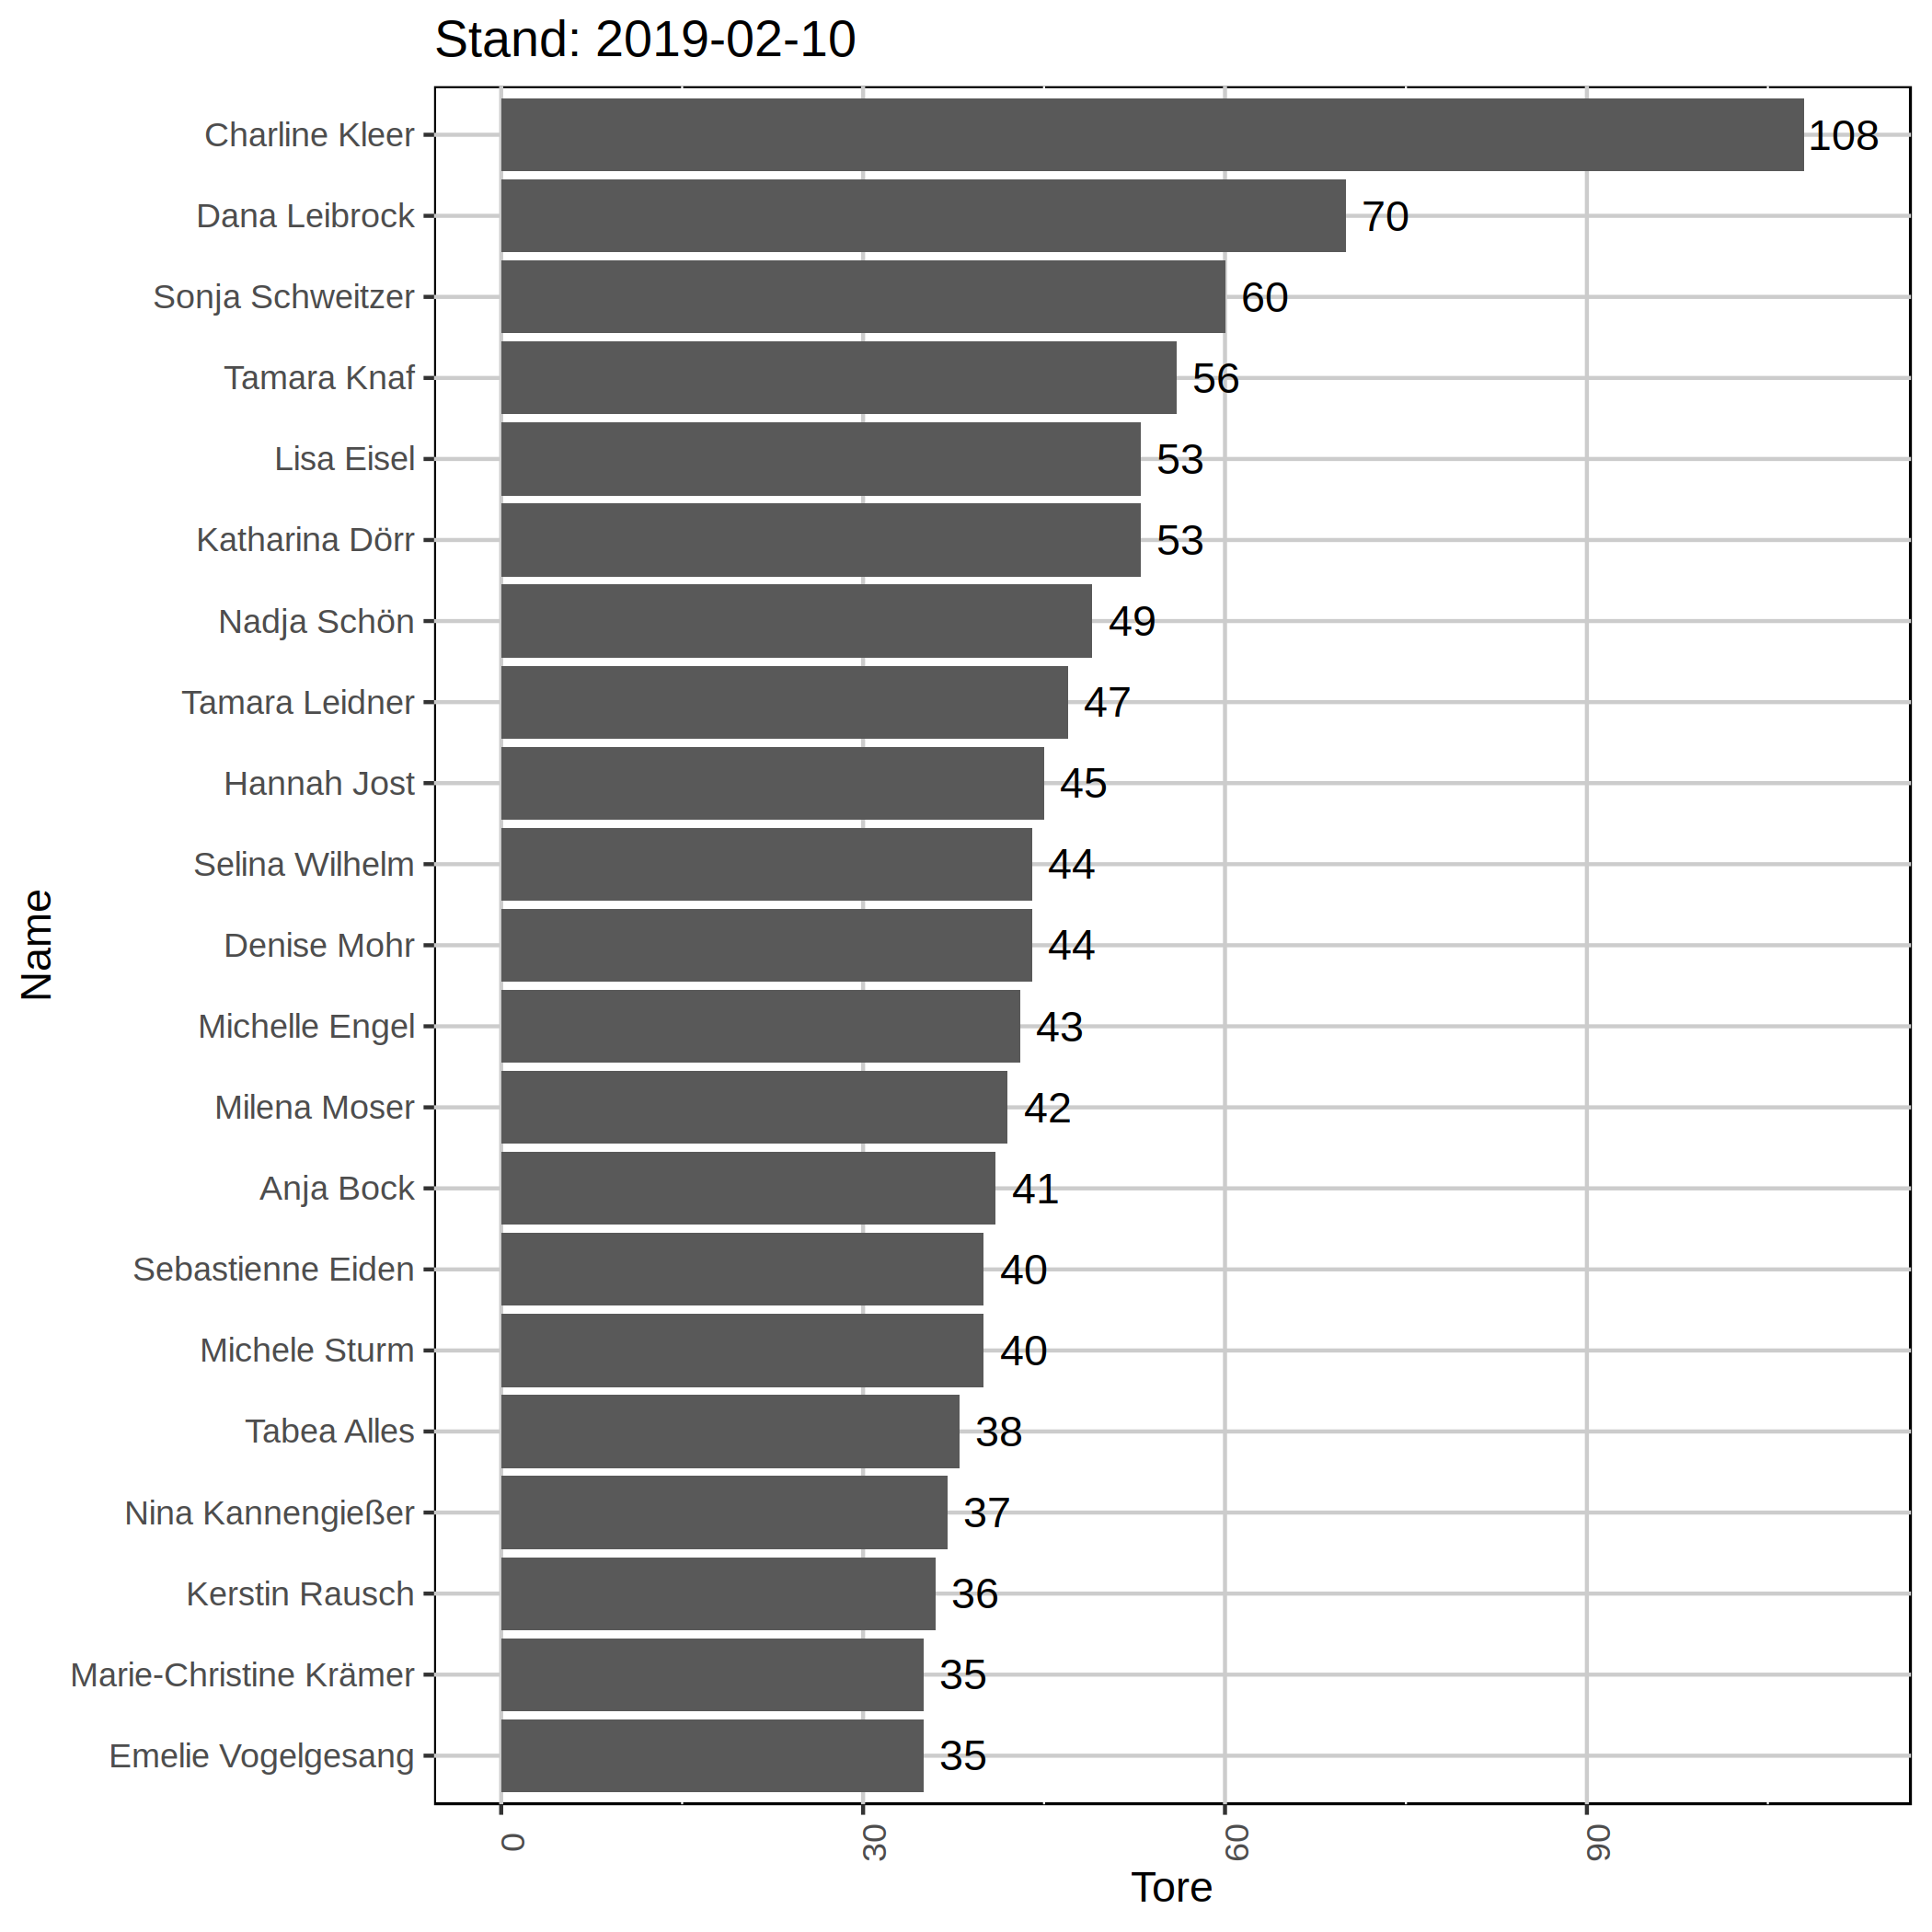 Stand: 2019-02-10
Charline Kleer 108
Dana Leibrock 70
Sonja Schweitzer 60
Tamara Knaf 56
Lisa Eisel 53
Katharina Dörr 53
Nadja Schön 49
Tamara Leidner 47
Hannah Jost 45
Selina Wilhelm 44
Denise Mohr 44
Michelle Engel 43
Milena Moser 42
Anja Bock 41
Sebastienne Eiden 40
Michele Sturm 40
Tabea Alles 38
Nina Kannengießer 37
Kerstin Rausch 36
Marie-Christine Krämer 35
Emelie Vogelgesang 35
Name
0 30 60 90
Tore